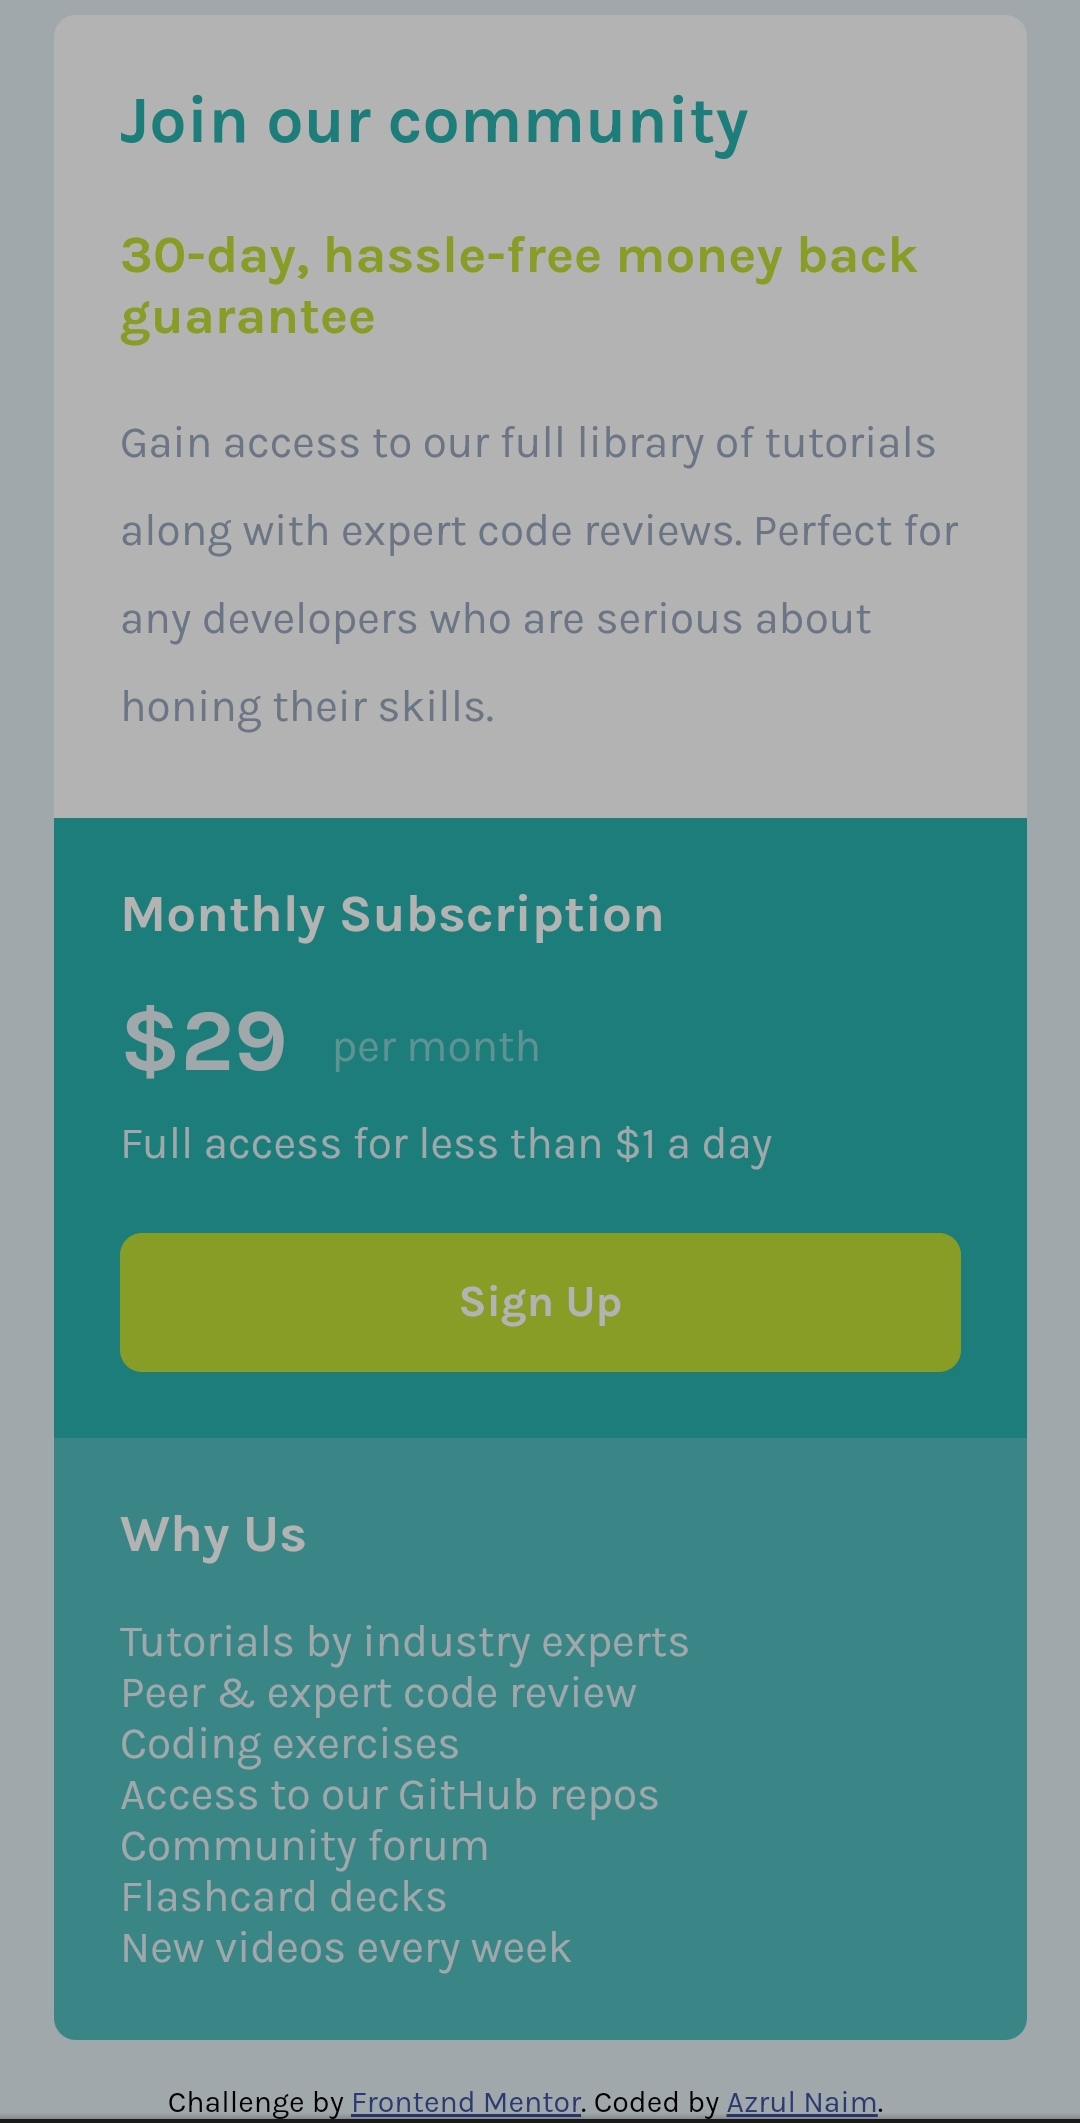 Join our community
30-day, hassle-free money back
guarantee
Gain access to our full library of tutorials
along with expert code reviews. Perfect for
any developers who are serious about
honing their skills.
Monthly Subscription
$29 per month
Full access for less than $1 a day
Sign Up
Why Us
Tutorials by industry experts
Peer & expert code review
Coding exercises
Access to our GitHub repos
Community forum
Flashcard decks
New videos every week
Challenge by Frontend Mentor. Coded by Azrul Naim.